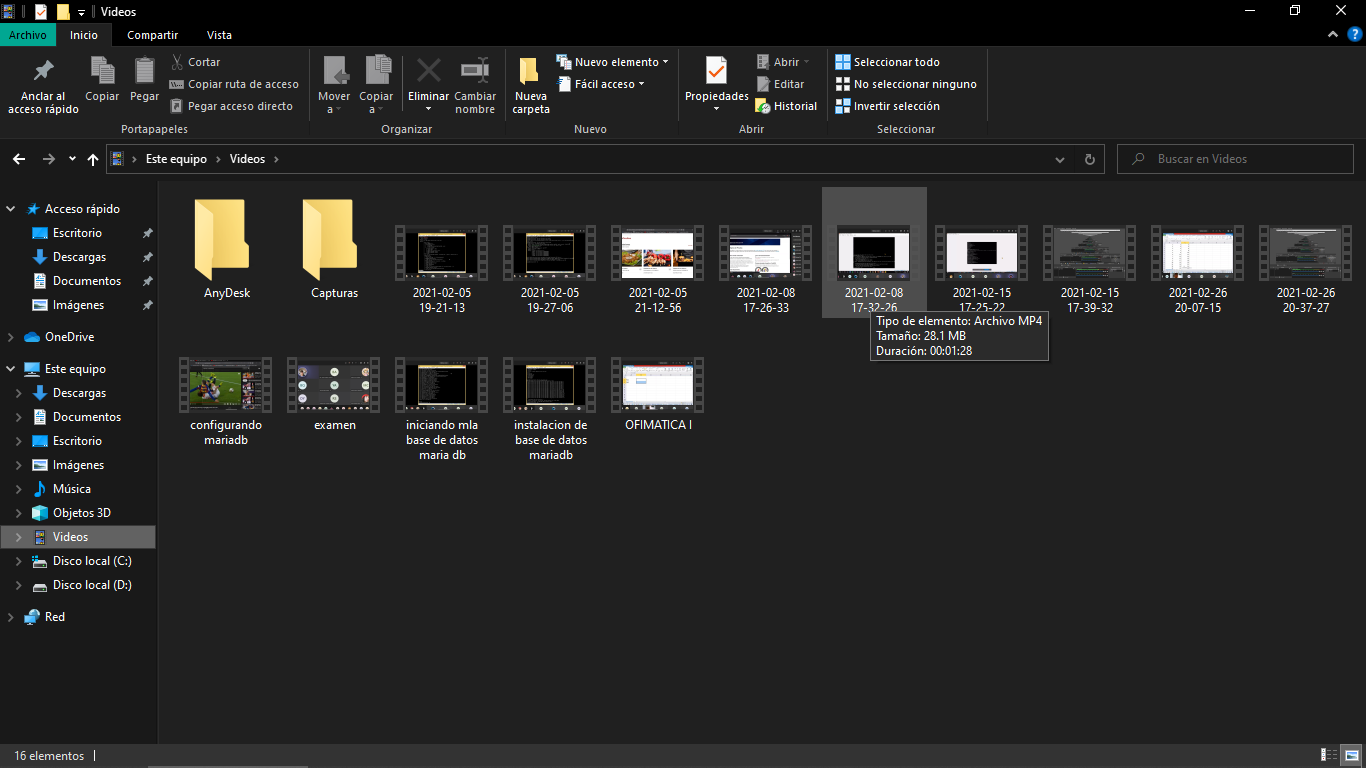 Videos
Archivo
Inicio
Compartir
Vista
Anclar al
acceso rápido
Copiar
Pegar
Cortar
Copiar ruta de acceso
Pegar acceso directo
Portapapeles
Mover
a
Copiar
a
Eliminar
Cambiar
nombre
Organizar
Nueva
carpeta
Nuevo elemento
Fácil acceso
Nuevo
Propiedades
Abrir
Editar
Historial
Abrir
Seleccionar todo
No seleccionar ninguno
Invertir selección
Seleccionar
Este equipo
Videos
Buscar en Videos
Acceso rápido
Escritorio
Descargas
Documentos
Imágenes
OneDrive
Este equipo
Descargas
Documentos
Escritorio
Imágenes
Música
Objetos 3D
Videos
Disco local (C:)
Disco local (D:)
Red
AnyDesk
Capturas
2021-02-05
19-21-13
2021-02-05
19-27-06
2021-02-05
21-12-56
2021-02-08
17-26-33
2021-02-08
17-32-26
2021-02-15
17-25-22
2021-02-15
17-39-32
2021-02-26
20-07-15
2021-02-26
20-37-27
Tipo de elemento: Archivo MP4
Tamaño: 28.1 MB
Duración: 00:01:28
configurando
mariadb
examen
iniciando mla
base de datos
maria db
instalacion de
base de datos
mariadb
OFIMATICA I
16 elementos